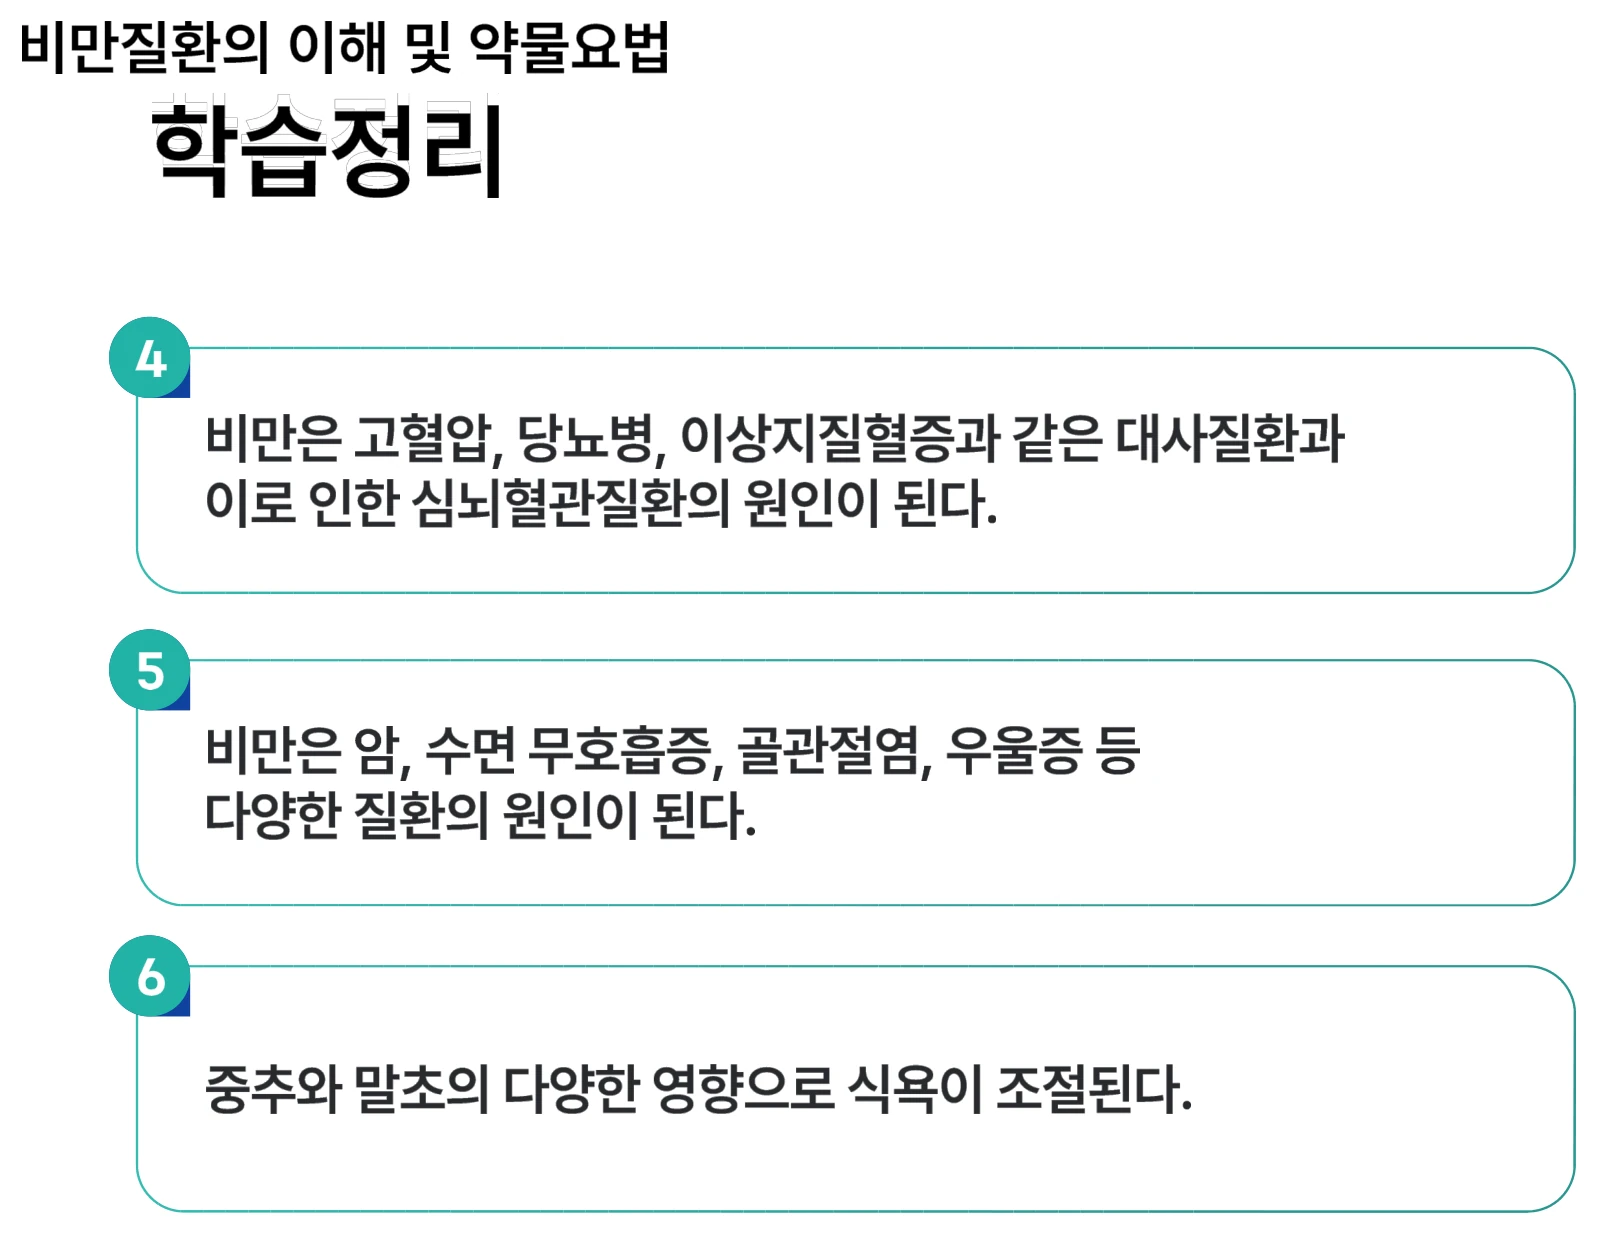 비만질환의 이해 및 약물요법
학습정리
4
비만은 고혈압, 당뇨병, 이상지질혈증과 같은 대사질환과
이로 인한 심뇌혈관질환의 원인이 된다.
5
비만은 암, 수면 무호흡증, 골관절염, 우울증 등
다양한 질환의 원인이 된다.
6
중추와 말초의 다양한 영향으로 식욕이 조절된다.